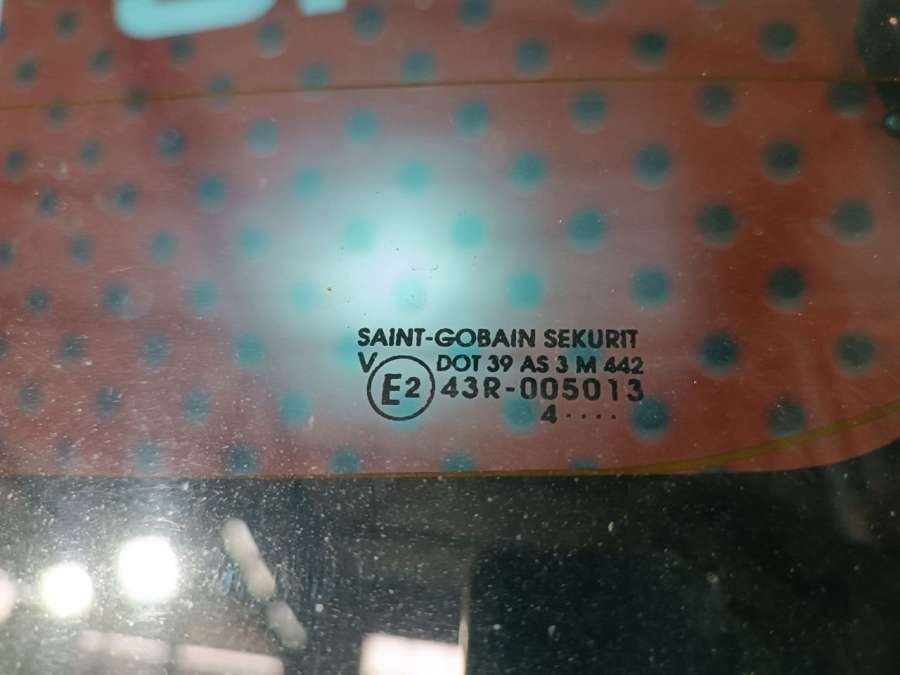 SAINT-GOBAIN SEKURIT
V DOT 39 AS 3 M 442
E2 43R-005013
4 ....